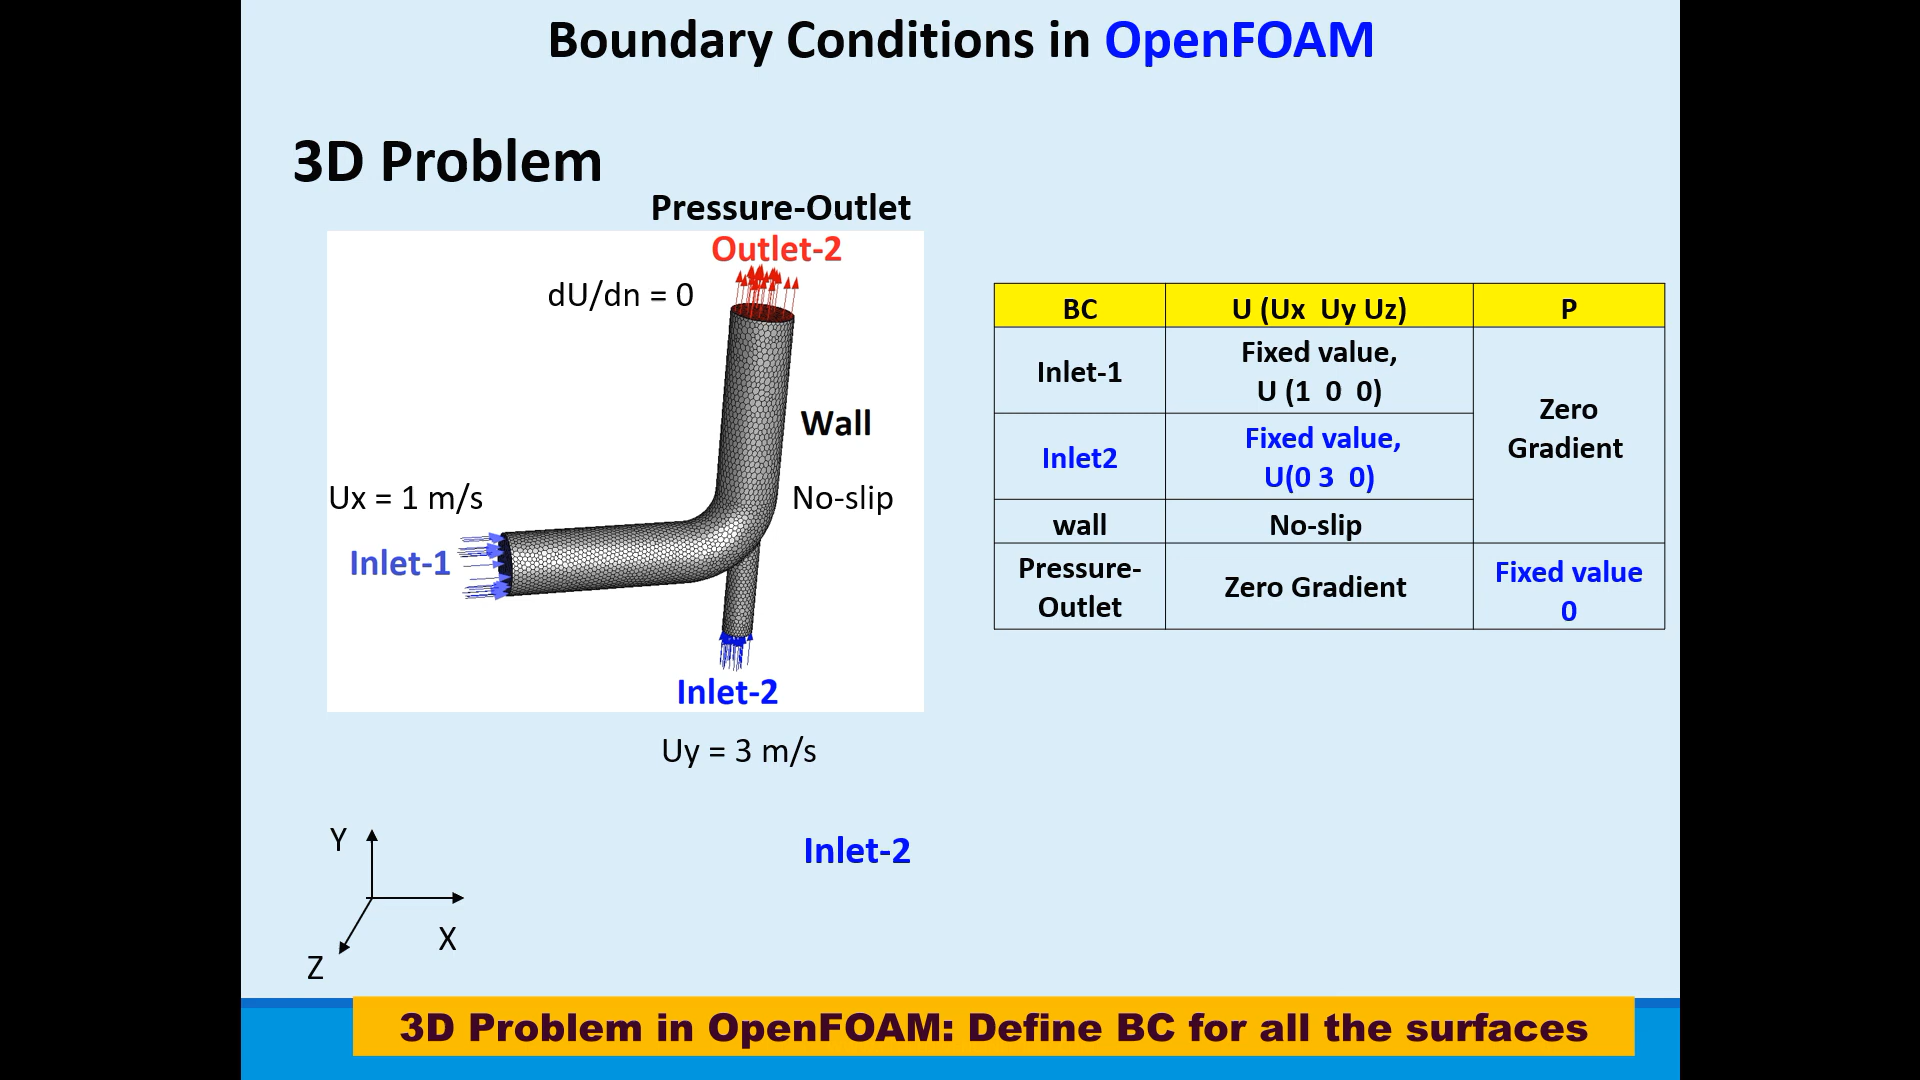 Boundary Conditions in OpenFOAM
3D Problem
Pressure-Outlet
Outlet-2
dU/dn = 0
Wall
Ux = 1 m/s
No-slip
Inlet-1
Inlet-2
Uy = 3 m/s
BC U (Ux Uy Uz) P
Inlet-1
Fixed value,
U (1 0 0)
Zero
Gradient
Inlet2
Fixed value,
U(0 3 0)
wall No-slip
Pressure-
Outlet
Zero Gradient
Fixed value
0
Y
Inlet-2
X
Z
3D Problem in OpenFOAM: Define BC for all the surfaces